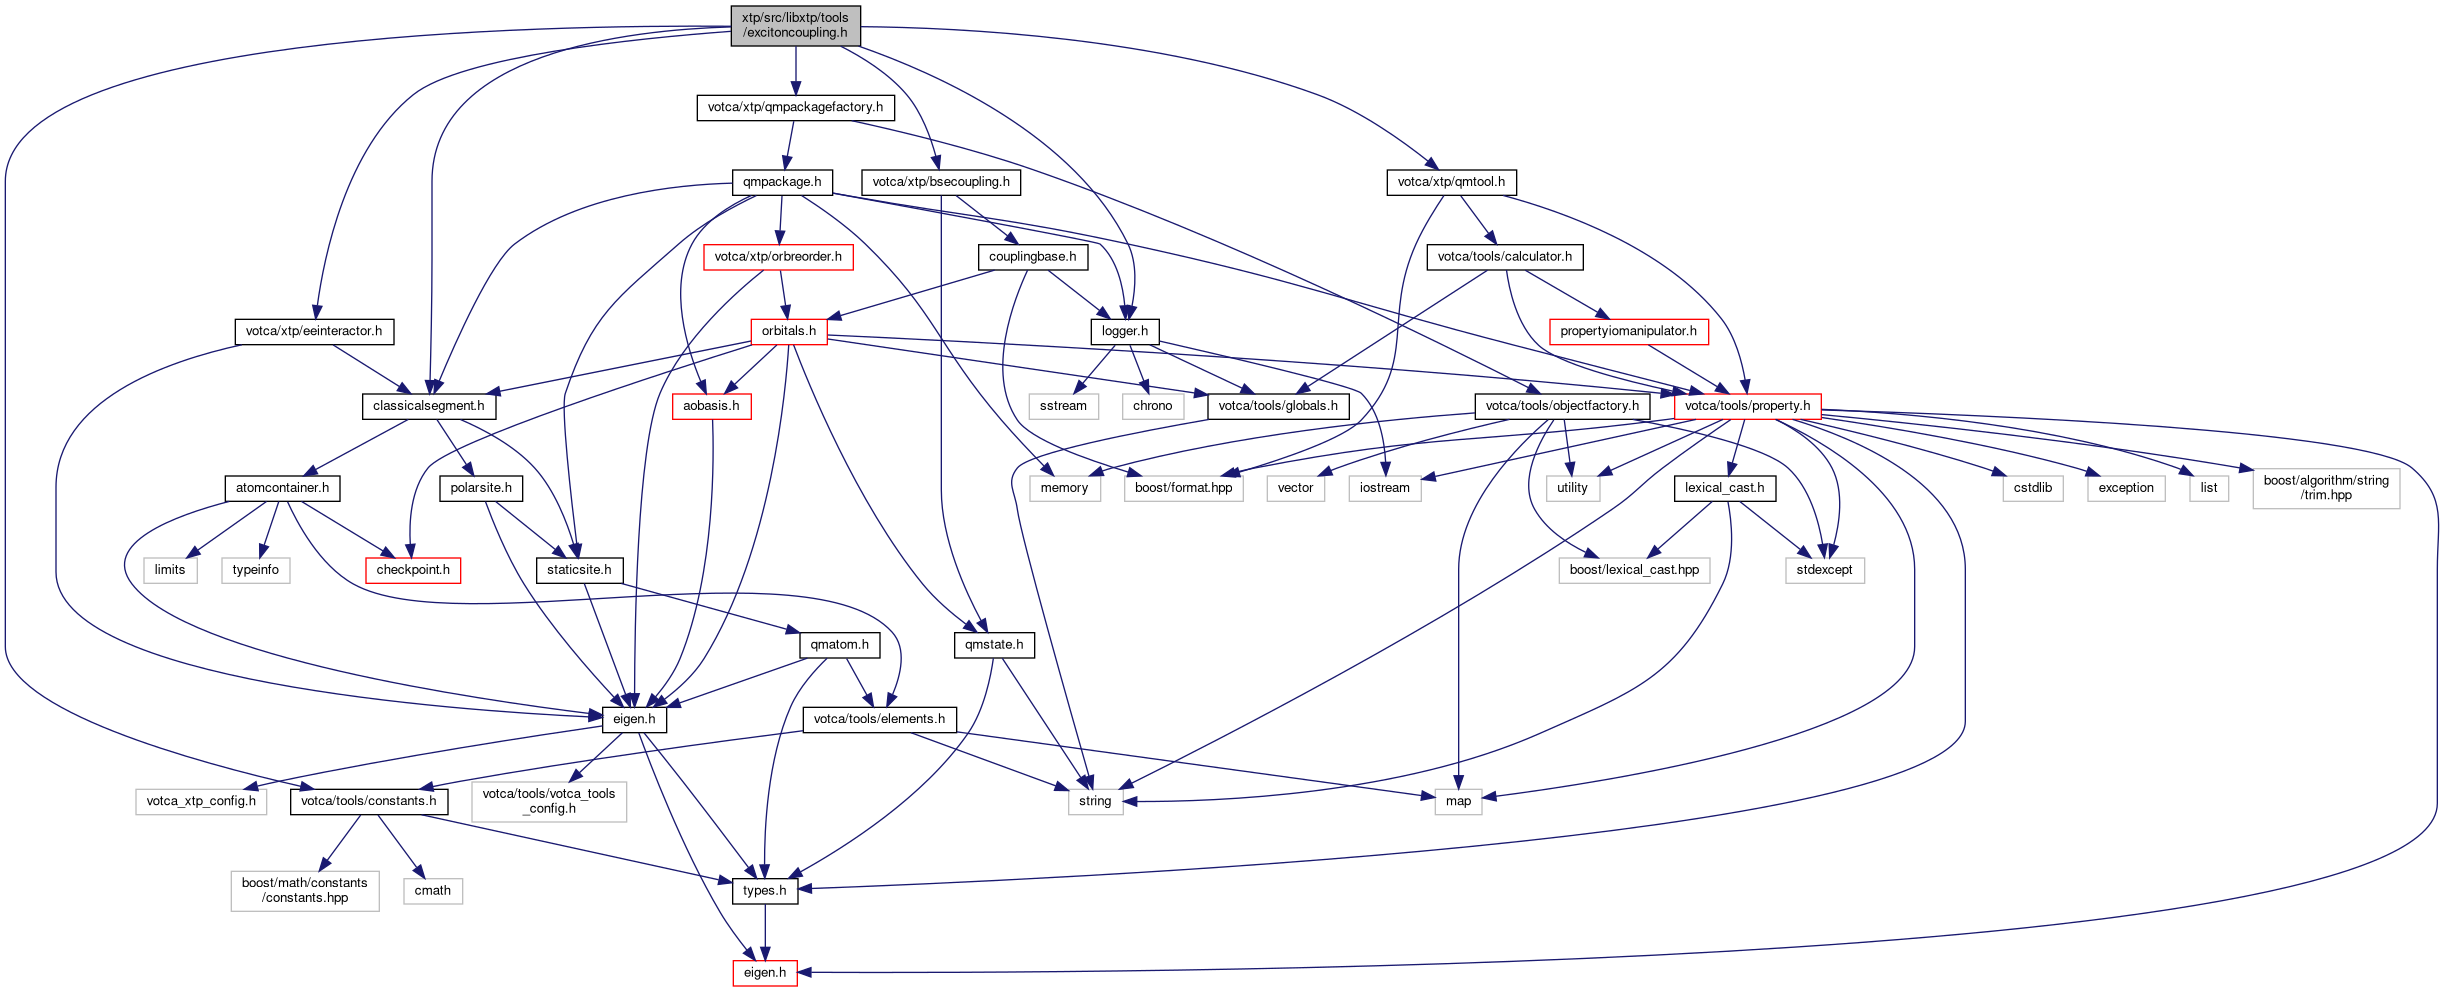 xtp/src/libxtp/tools
/excitoncoupling.h
votca/xtp/qmpackagefactory.h
qmpackage.h
votca/xtp/bsecoupling.h
votca/xtp/qmtool.h
votca/xtp/orbreorder.h
couplingbase.h
votca/tools/calculator.h
votca/xtp/eeinteractor.h
orbitals.h
logger.h
propertyiomanipulator.h
classicalsegment.h
aobasis.h
sstream
chrono
votca/tools/globals.h
votca/tools/objectfactory.h
votca/tools/property.h
atomcontainer.h
polarsite.h
memory
boost/format.hpp
vector
iostream
utility
lexical_cast.h
cstdlib
exception
list
boost/algorithm/string
/trim.hpp
limits
typeinfo
checkpoint.h
staticsite.h
boost/lexical_cast.hpp
stdexcept
qmatom.h
qmstate.h
eigen.h
votca/tools/elements.h
votca_xtp_config.h
votca/tools/constants.h
votca/tools/votca_tools
_config.h
string
map
boost/math/constants
/constants.hpp
cmath
types.h
eigen.h